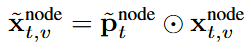 x̃ₜ,ᵥⁿᵒᵈᵉ = p̃ₜⁿᵒᵈᵉ ⊙ xₜ,ᵥⁿᵒᵈᵉ